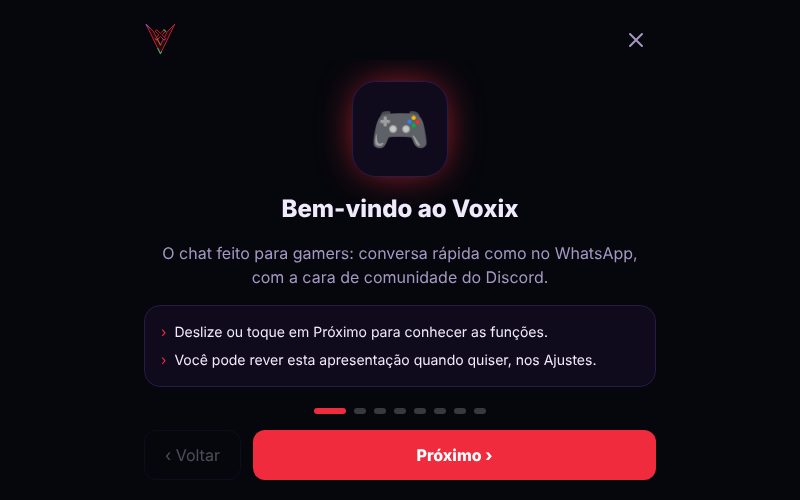 Bem-vindo ao Voxix
O chat feito para gamers: conversa rápida como no WhatsApp,
com a cara de comunidade do Discord.
› Deslize ou toque em Próximo para conhecer as funções.
› Você pode rever esta apresentação quando quiser, nos Ajustes.
‹ Voltar
Próximo ›